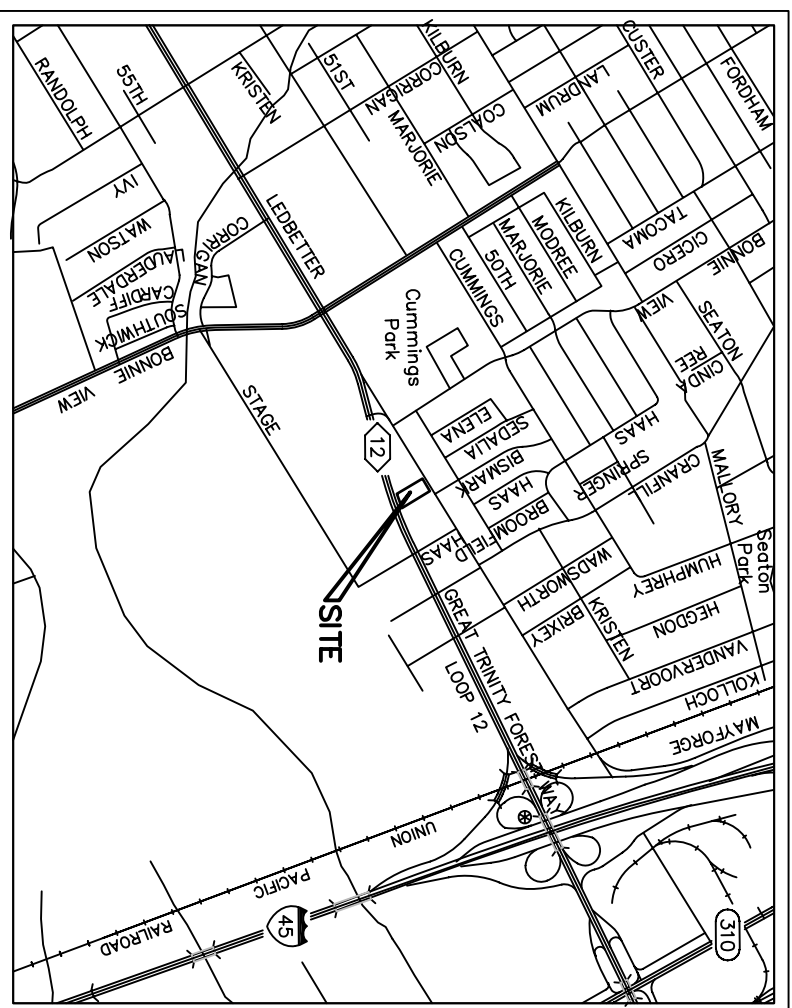 RANDOLPH
55TH
KRISTEN
51ST
CORRIGAN
KILBURN
MARJORIE
COALSON
LANDRUM
CUSTER
FORDHAM
IVY
WATSON
LAUDERDALE
CARDIFF
SOUTHWICK
CORRIGAN
CORRIGAN
LEDBETTER
BONNIE
VIEW
STAGE
Cummings
Park
CUMMINGS
50TH
MARJORIE
MODREE
KILBURN
TACOMA
CICERO
BONNIE
VIEW
SEATON
CINDA
REE
12
ELENA
SEDALIA
BISMARK
HAAS
BROOMFIELD
HAAS
SPRINGER
CRANFILL
MALLORY
Seaton
Park
HAAS
SITE
WADSWORTH
BRIXEY
KRISTEN
HUMPHREY
HEGDON
VANDERVOORT
KOLLOCH
MAYFORGE
GREAT TRINITY FOREST WAY
LOOP 12
UNION
PACIFIC
RAILROAD
45
310